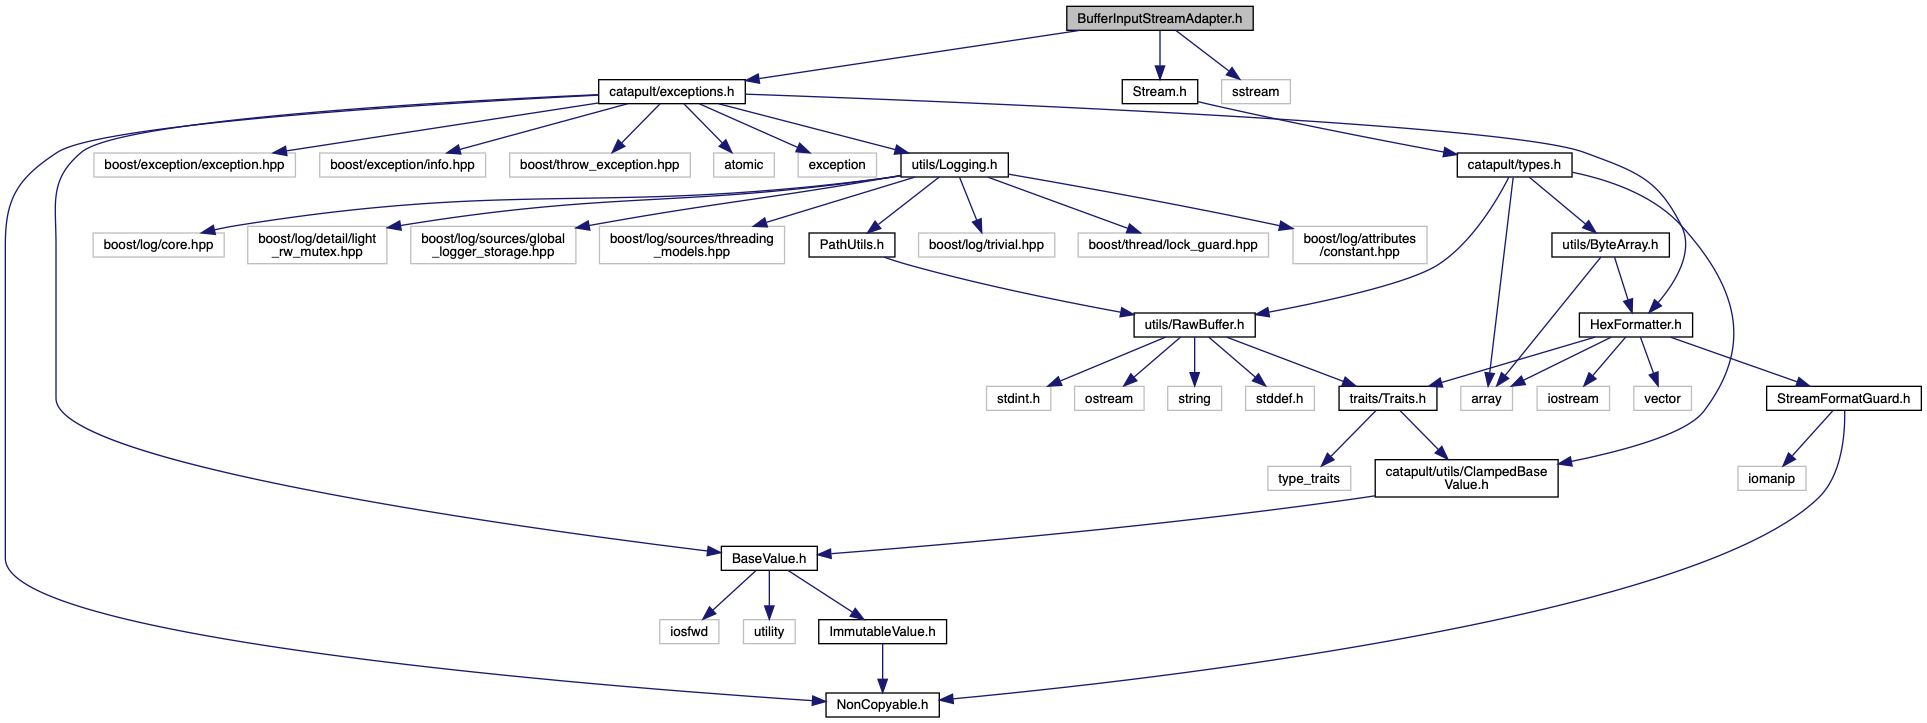 BufferInputStreamAdapter.h
catapult/exceptions.h
Stream.h
sstream
boost/exception/exception.hpp
boost/exception/info.hpp
boost/throw_exception.hpp
atomic
exception
utils/Logging.h
catapult/types.h
boost/log/core.hpp
boost/log/detail/light
_rw_mutex.hpp
boost/log/sources/global
_logger_storage.hpp
boost/log/sources/threading
_models.hpp
PathUtils.h
boost/log/trivial.hpp
boost/thread/lock_guard.hpp
boost/log/attributes
/constant.hpp
utils/ByteArray.h
utils/RawBuffer.h
HexFormatter.h
stdint.h
ostream
string
stddef.h
traits/Traits.h
array
iostream
vector
StreamFormatGuard.h
type_traits
catapult/utils/ClampedBase
Value.h
iomanip
BaseValue.h
iosfwd
utility
ImmutableValue.h
NonCopyable.h